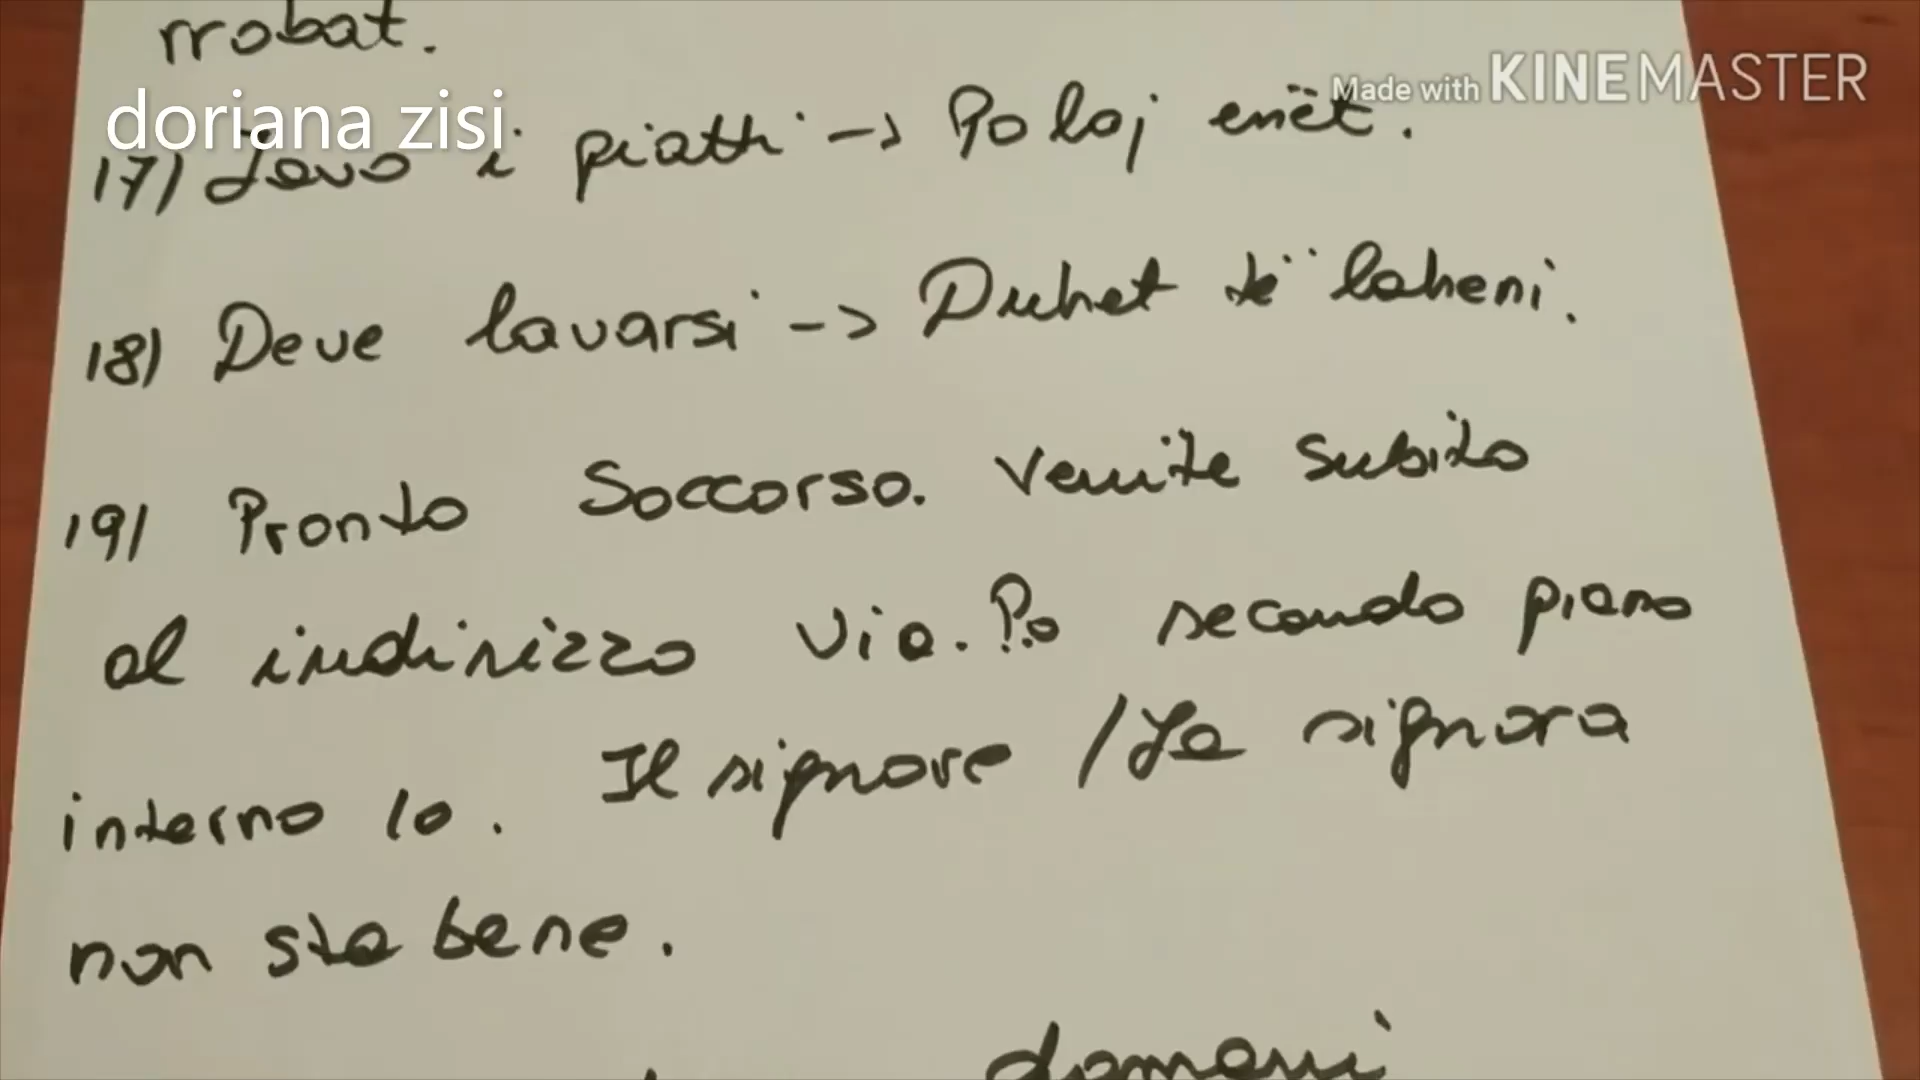 rrobat.
doriana zisi
Made with KINEMASTER
17) Lavo i piatti -> Po laj enët.
18) Deve lavarsi -> Duhet të laheni.
19) Pronto Soccorso. Venite subito
al indirizzo Via. Po secondo piano
interno 10. Il signore / La signora
non sta bene.
domani